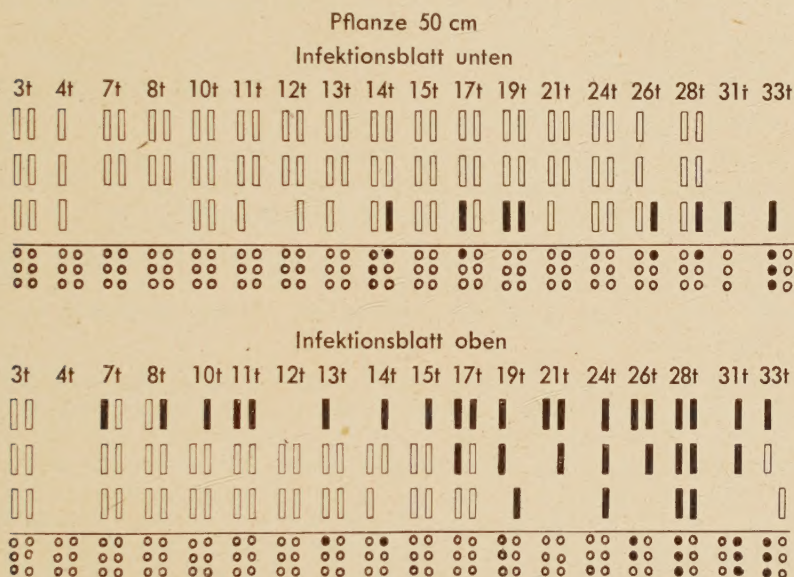 Pflanze 50 cm
Infektionsblatt unten
3t 4t 7t 8t 10t 11t 12t 13t 14t 15t 17t 19t 21t 24t 26t 28t 31t 33t
Infektionsblatt oben
3t 4t 7t 8t 10t 11t 12t 13t 14t 15t 17t 19t 21t 24t 26t 28t 31t 33t